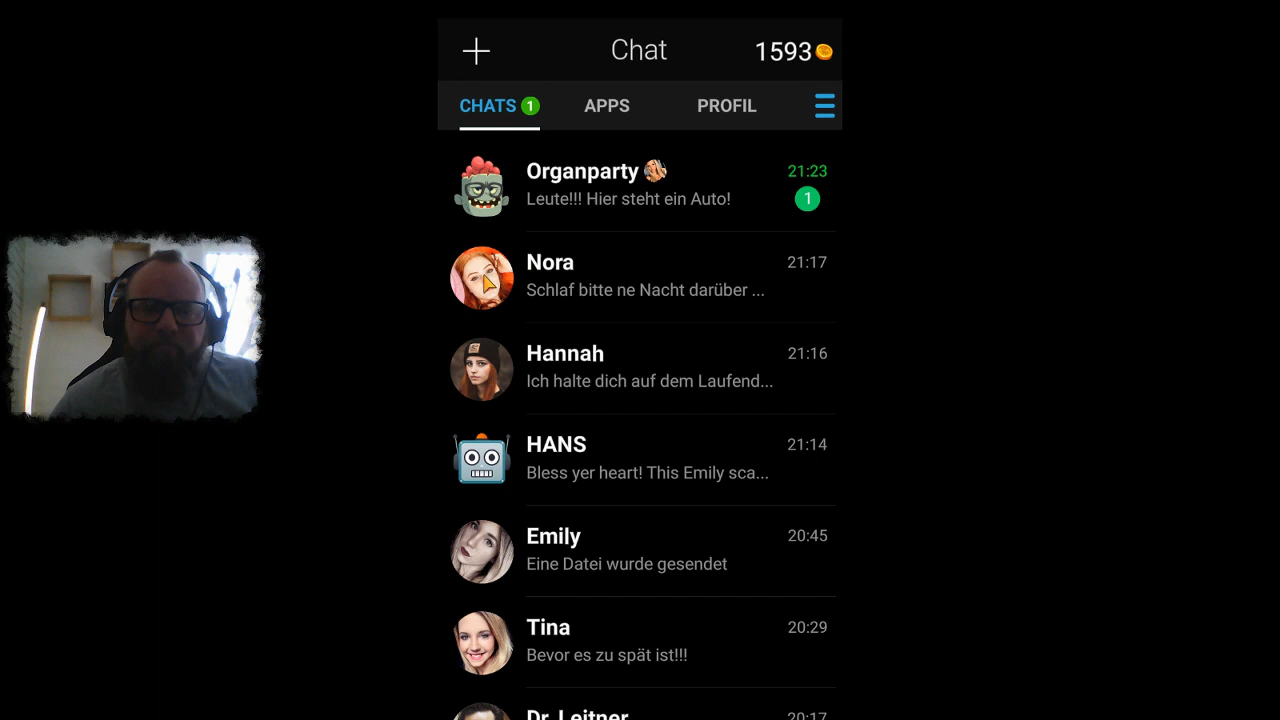 Chat
1593
CHATS 1
APPS
PROFIL
Organparty
21:23
Leute!!! Hier steht ein Auto!
1
Nora
21:17
Schlaf bitte ne Nacht darüber ...
Hannah
21:16
Ich halte dich auf dem Laufend...
HANS
21:14
Bless yer heart! This Emily sca...
Emily
20:45
Eine Datei wurde gesendet
Tina
20:29
Bevor es zu spät ist!!!
Dr. Leitner
20:17